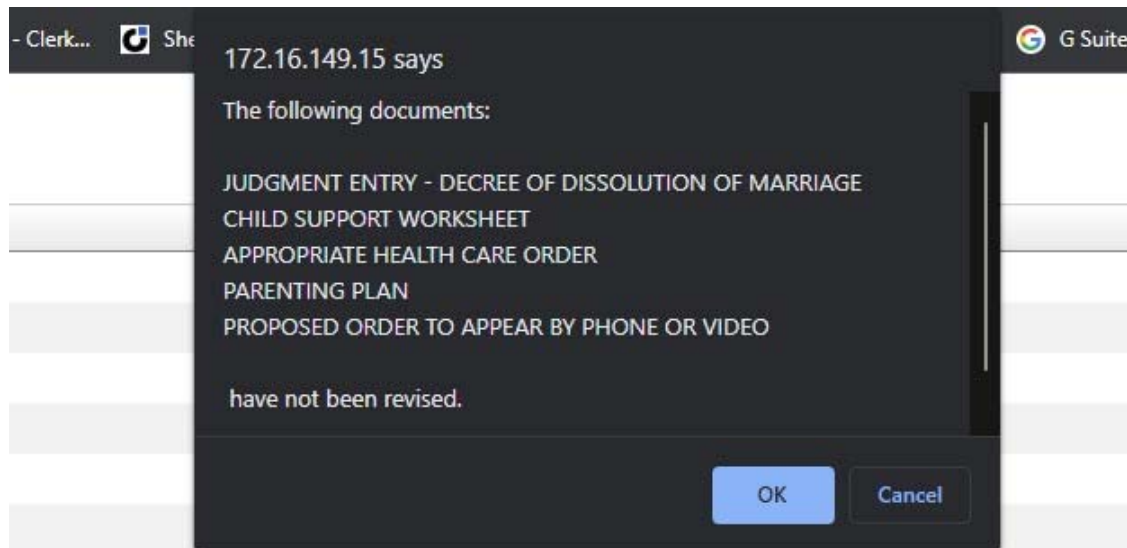 - Clerk...
She
G Suite
172.16.149.15 says
The following documents:
JUDGMENT ENTRY - DECREE OF DISSOLUTION OF MARRIAGE
CHILD SUPPORT WORKSHEET
APPROPRIATE HEALTH CARE ORDER
PARENTING PLAN
PROPOSED ORDER TO APPEAR BY PHONE OR VIDEO
have not been revised.
OK
Cancel